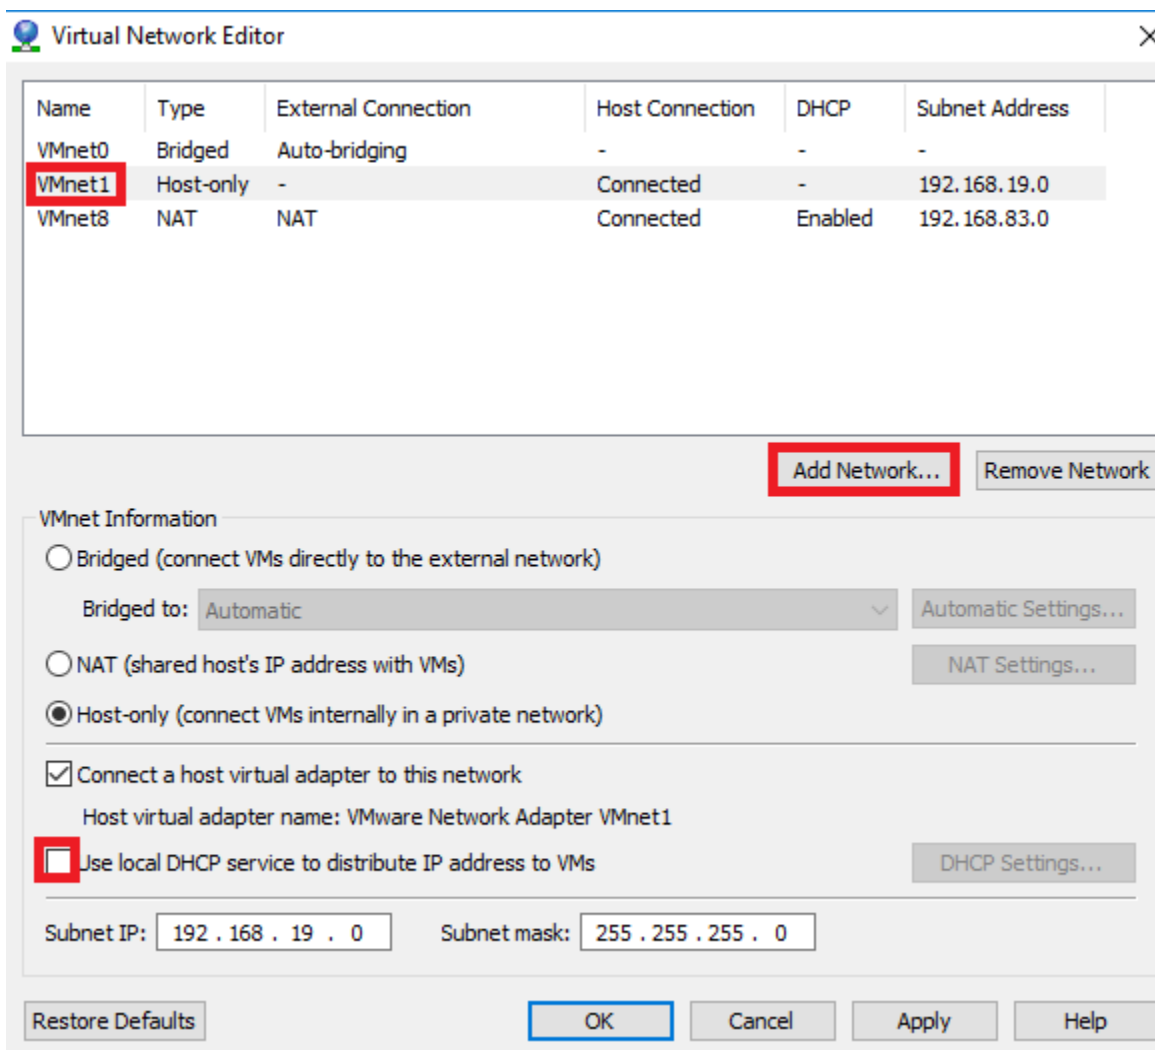 Virtual Network Editor
Name Type External Connection Host Connection DHCP Subnet Address
VMnet0 Bridged Auto-bridging - - -
VMnet1 Host-only - Connected - 192.168.19.0
VMnet8 NAT NAT Connected Enabled 192.168.83.0
Add Network... Remove Network
VMnet Information
Bridged (connect VMs directly to the external network)
Bridged to: Automatic Automatic Settings...
NAT (shared host's IP address with VMs) NAT Settings...
Host-only (connect VMs internally in a private network)
Connect a host virtual adapter to this network
Host virtual adapter name: VMware Network Adapter VMnet1
Use local DHCP service to distribute IP address to VMs DHCP Settings...
Subnet IP: 192 . 168 . 19 . 0 Subnet mask: 255 . 255 . 255 . 0
Restore Defaults OK Cancel Apply Help